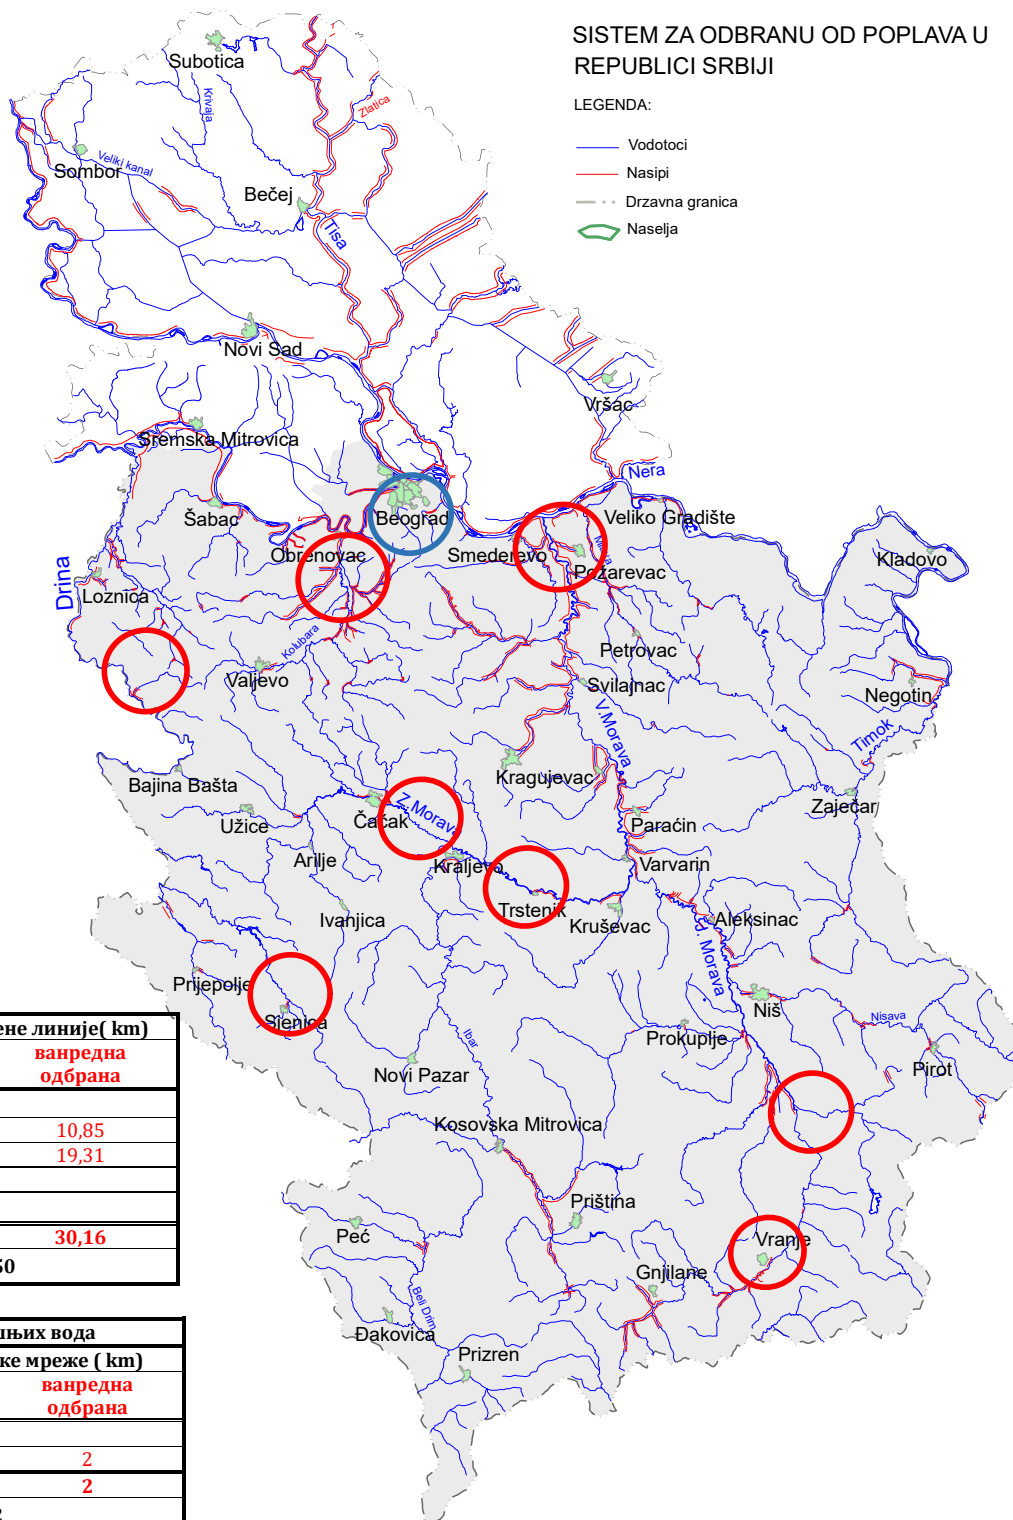 SISTEM ZA ODBRANU OD POPLAVA U
REPUBLICI SRBIJI
LEGENDA:
Vodotoci
Nasipi
Drzavna granica
Naselja
Subotica
Krivaja
Zlatica
Veliki kanal
Sombor
Bečej
Tisa
Novi Sad
Vršac
Sremska Mitrovica
Nera
Šabac
Beograd
Veliko Gradište
Obrenovac
Smederevo
Mlava
Požarevac
Kladovo
Drina
Loznica
Kolubara
Petrovac
Valjevo
Svilajnac
Negotin
V.Morava
Timok
Kragujevac
Bajina Bašta
Z.Morava
Zaječar
Užice
Čačak
Paraćin
Arilje
Kraljevo
Varvarin
Trstenik
Ivanjica
Kruševac
Aleksinac
J. Morava
Prijepolje
Sjenica
Niš
Nisava
Ibar
Prokuplje
Pirot
Novi Pazar
Kosovska Mitrovica
Priština
Peć
Vranje
Gnjilane
Beli Drim
Đakovica
Prizren
ене линије( km)
ванредна
одбрана
10,85
19,31
30,16
50
шњих вода
ке мреже ( km)
ванредна
одбрана
2
2